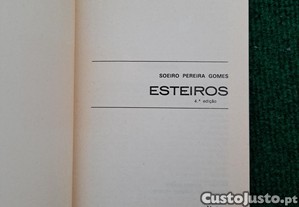 SOEIRO PEREIRA GOMES
ESTEIROS
4.ª edição
CustoJusto.pt